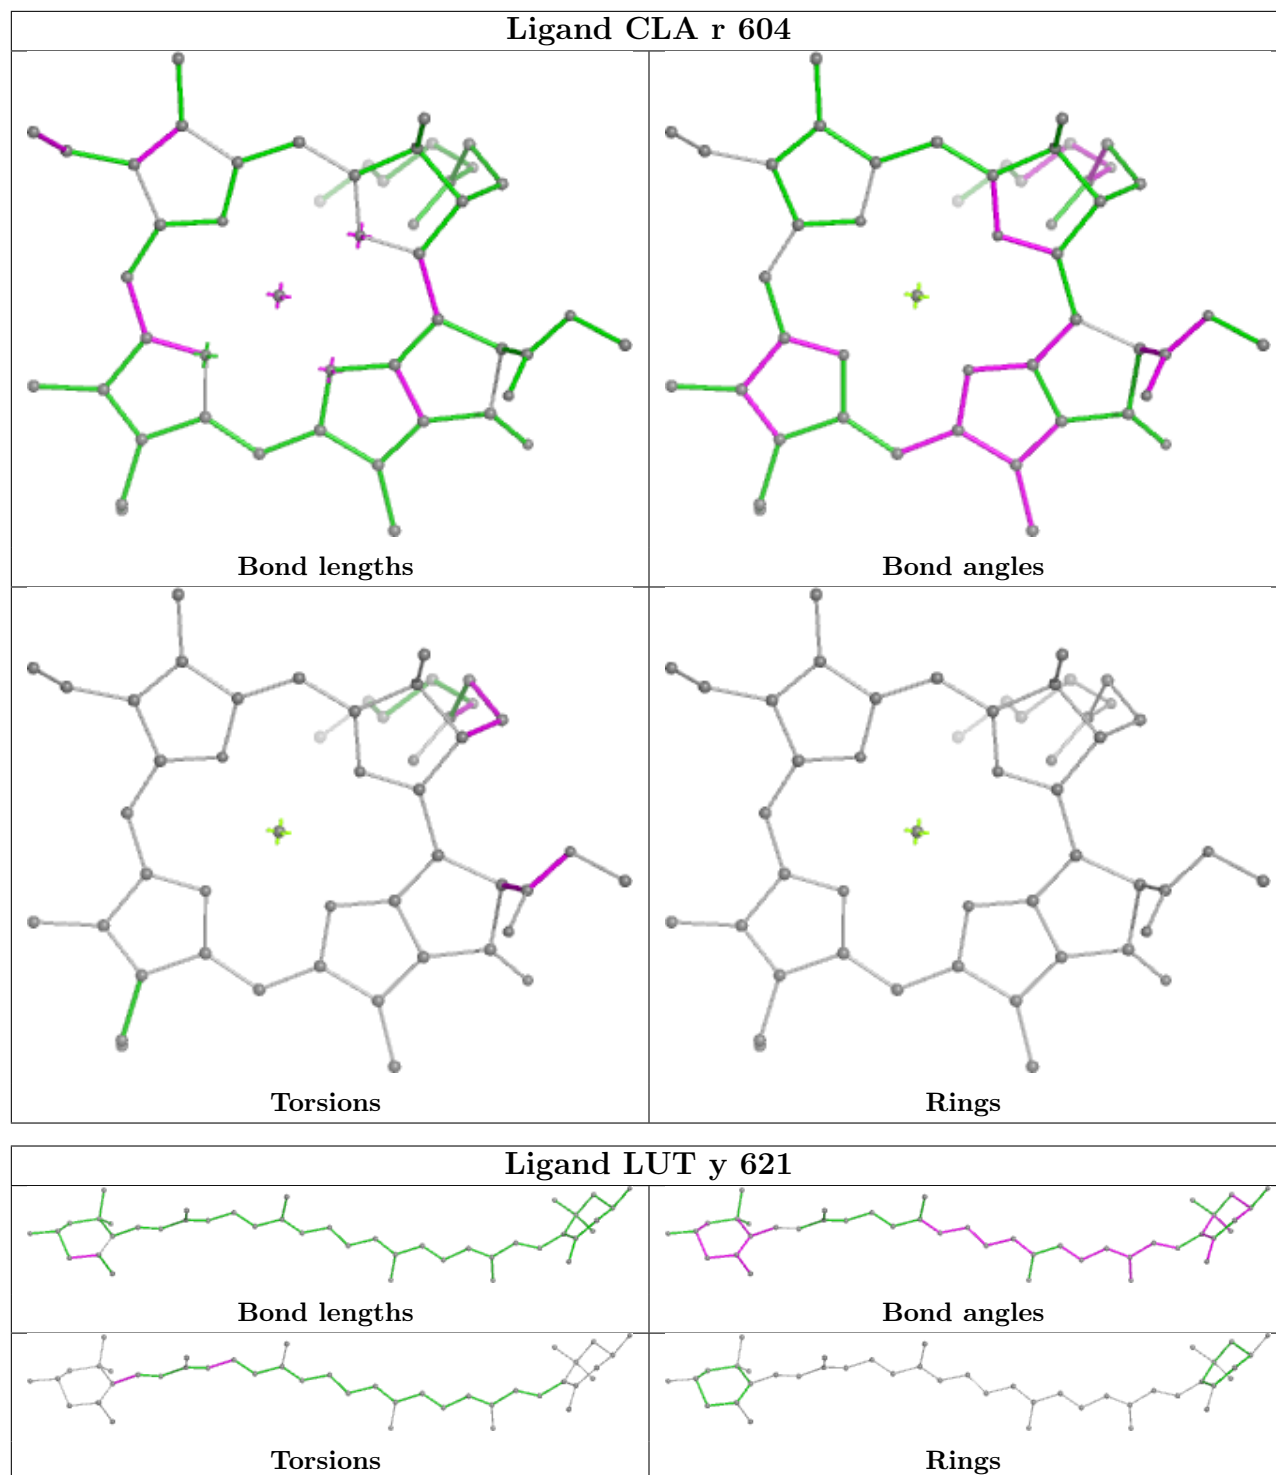 Ligand CLA r 604
Bond lengths
Bond angles
Torsions
Rings
Ligand LUT y 621
Bond lengths
Bond angles
Torsions
Rings